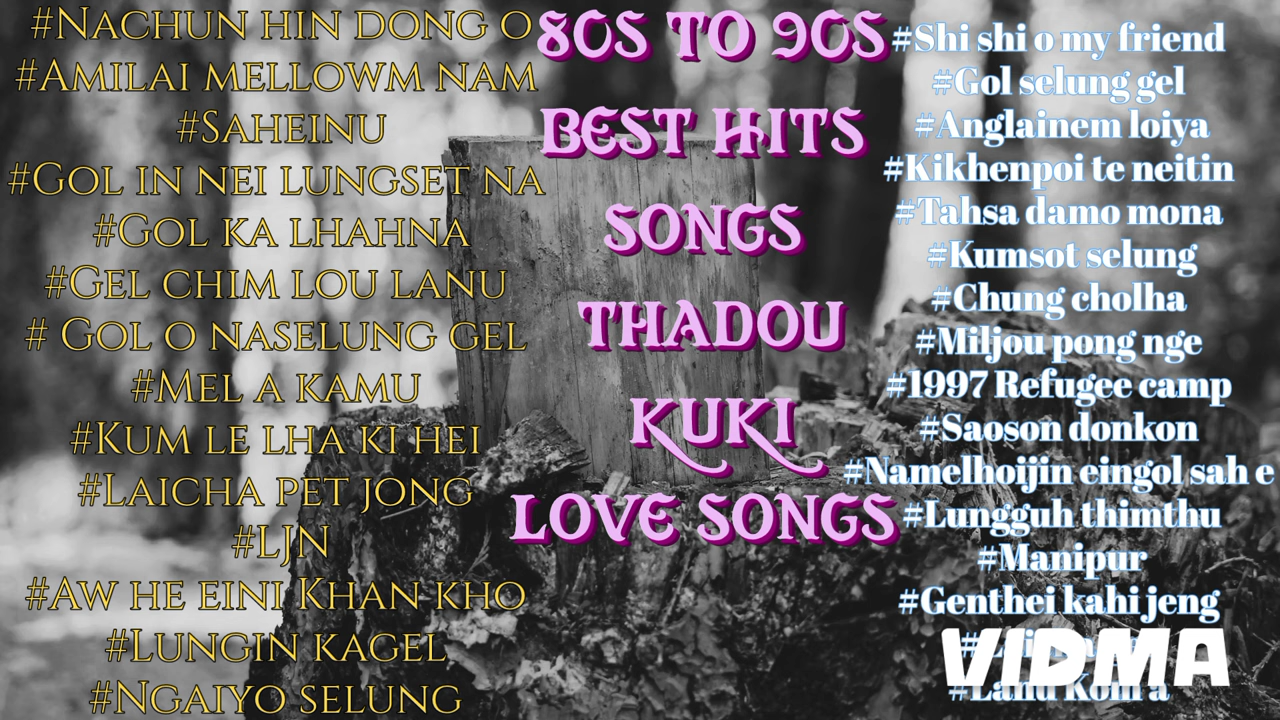 #Nachun hin dong o
#Amilai mellowm nam
#Saheinu
#Gol in nei lungset na
#Gol ka lhahna
#Gel chim lou lanu
# Gol o naselung gel
#Mel a kamu
#Kum le lha ki hei
#Laicha pet jong
#LJN
#Aw he eini Khan kho
#Lungin kagel
#Ngaiyo selung
80s to 90s
Best Hits
Songs
Thadou
Kuki
Love Songs
#Shi shi o my friend
#Gol selung gel
#Anglainem loiya
#Kikhenpoi te neitin
#Tahsa damo mona
#Kumsot selung
#Chung cholha
#Miljou pong nge
#1997 Refugee camp
#Saoson donkon
#Namelhoijin eingol sah e
#Lungguh thimthu
#Manipur
#Genthei kahi jeng
#Lanu Kom a
VIDMA